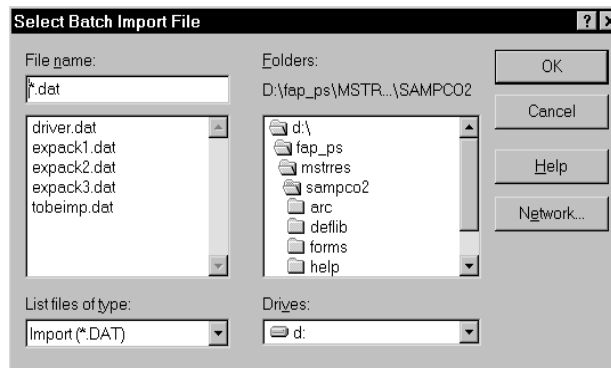 Select Batch Import File
File name:
*.dat
driver.dat
expack1.dat
expack2.dat
expack3.dat
tobeimp.dat
List files of type:
Import (*.DAT)
Folders:
D:\fap_ps\MSTR...\SAMPCO2
d:\
fap_ps
mstrres
sampco2
arc
deflib
forms
help
Drives:
d:
OK
Cancel
Help
Network...